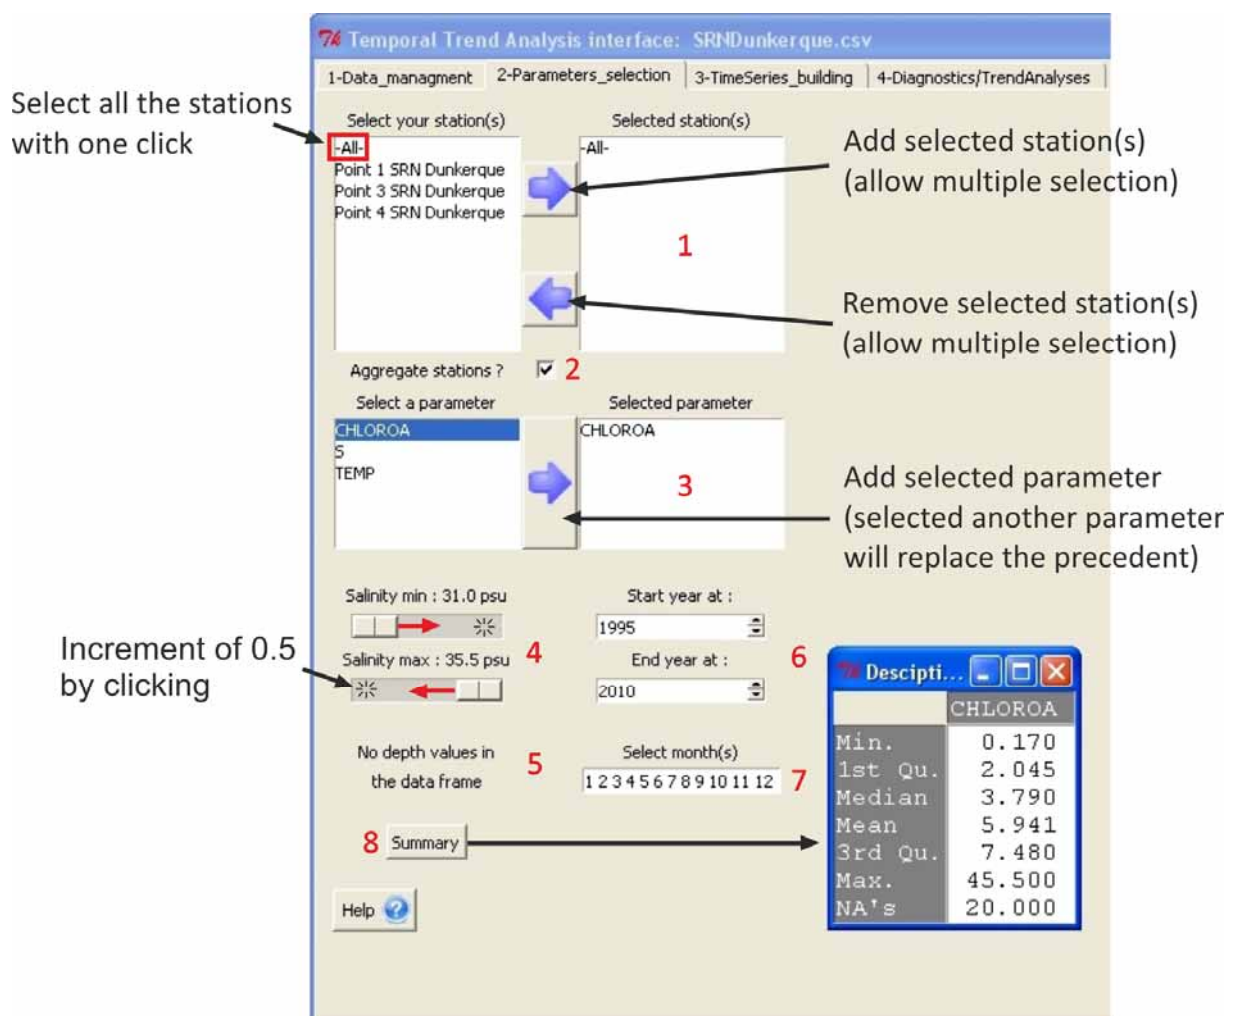 Temporal Trend Analysis interface: SRNDunkerque.csv
1-Data_managment 2-Parameters_selection 3-TimeSeries_building 4-Diagnostics/TrendAnalyses
Select all the stations
with one click
Select your station(s)
-All-
Point 1 SRN Dunkerque
Point 3 SRN Dunkerque
Point 4 SRN Dunkerque
Selected station(s)
-All-
1
Add selected station(s)
(allow multiple selection)
Remove selected station(s)
(allow multiple selection)
Aggregate stations ? 2
Select a parameter
CHLOROA
S
TEMP
Selected parameter
CHLOROA
3
Add selected parameter
(selected another parameter
will replace the precedent)
Salinity min : 31.0 psu
4
Salinity max : 35.5 psu
Increment of 0.5
by clicking
Start year at :
1995
End year at :
2010
6
No depth values in
the data frame
5
Select month(s)
1 2 3 4 5 6 7 8 9 10 11 12
7
8 Summary
Descipti...
CHLOROA
Min. 0.170
1st Qu. 2.045
Median 3.790
Mean 5.941
3rd Qu. 7.480
Max. 45.500
NA's 20.000
Help ?